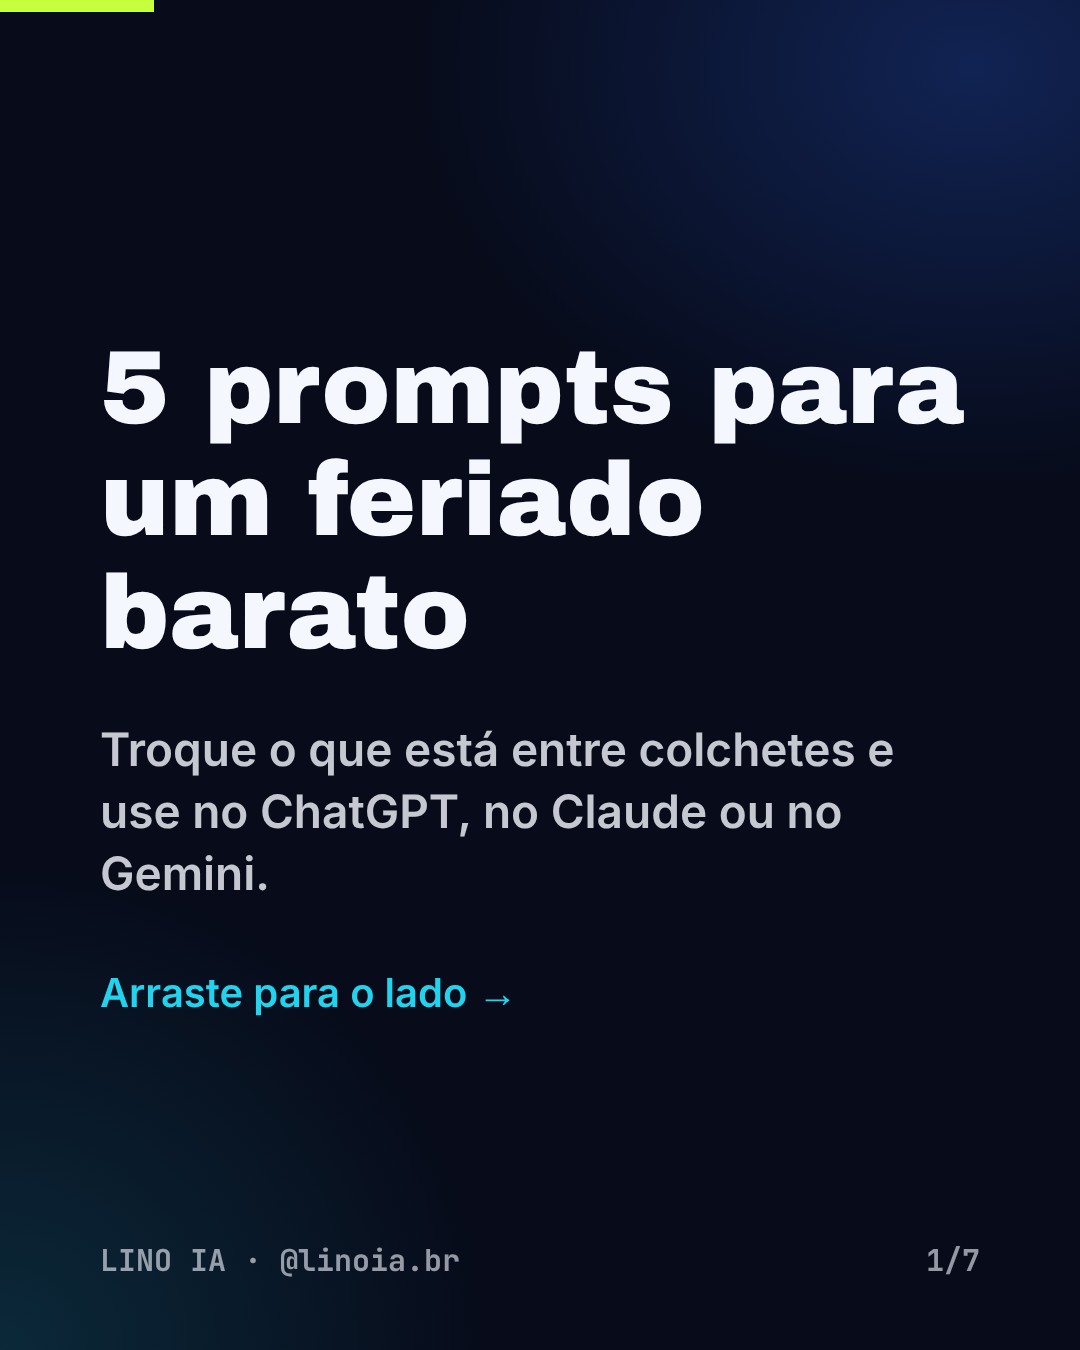 5 prompts para
um feriado
barato
Troque o que está entre colchetes e
use no ChatGPT, no Claude ou no
Gemini.
Arraste para o lado →
LINO IA · @linoia.br
1/7